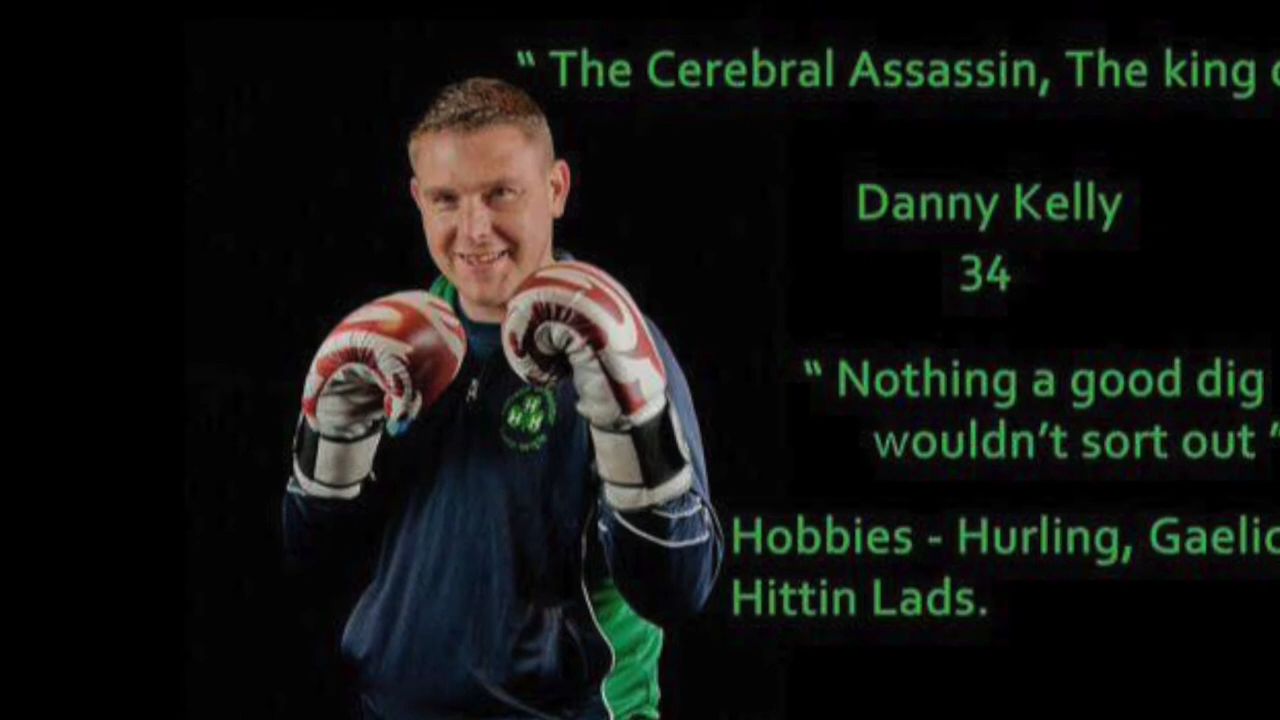 “ The Cerebral Assassin, The king
Danny Kelly
34
“ Nothing a good dig
wouldn’t sort out ”
Hobbies - Hurling, Gaelic
Hittin Lads.